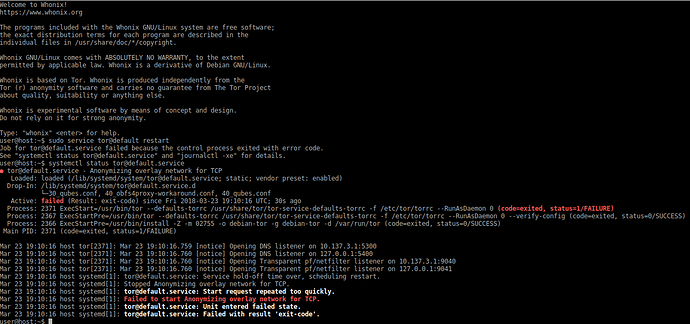 Welcome to Whonix!
https://www.whonix.org
The programs included with the Whonix GNU/Linux system are free software;
the exact distribution terms for each program are described in the
individual files in /usr/share/doc/*/copyright.
Whonix GNU/Linux comes with ABSOLUTELY NO WARRANTY, to the extent
permitted by applicable law. Whonix is a derivative of Debian GNU/Linux.
Whonix is based on Tor. Whonix is produced independently from the
Tor (r) anonymity software and carries no guarantee from The Tor Project
about quality, suitability or anything else.
Whonix is experimental software by means of concept and design.
Do not rely on it for strong anonymity.
Type: "whonix" <enter> for help.
user@host:~$ sudo service tor@default restart
Job for tor@default.service failed because the control process exited with error code.
See "systemctl status tor@default.service" and "journalctl -xe" for details.
user@host:~$ systemctl status tor@default.service
● tor@default.service - Anonymizing overlay network for TCP
Loaded: loaded (/lib/systemd/system/tor@default.service; static; vendor preset: enabled)
Drop-In: /lib/systemd/system/tor@default.service.d
└─30_qubes.conf, 40_obfs4proxy-workaround.conf, 40_qubes.conf
Active: failed (Result: exit-code) since Fri 2018-03-23 19:10:16 UTC; 30s ago
Process: 2371 ExecStart=/usr/bin/tor --defaults-torrc /usr/share/tor/tor-service-defaults-torrc -f /etc/tor/torrc --RunAsDaemon 0 (code=exited, status=1/FAILURE)
Process: 2367 ExecStartPre=/usr/bin/tor --defaults-torrc /usr/share/tor/tor-service-defaults-torrc -f /etc/tor/torrc --RunAsDaemon 0 --verify-config (code=exited, status=0/SUCCESS)
Process: 2366 ExecStartPre=/usr/bin/install -Z -m 02755 -o debian-tor -g debian-tor -d /var/run/tor (code=exited, status=0/SUCCESS)
Main PID: 2371 (code=exited, status=1/FAILURE)
Mar 23 19:10:16 host tor[2371]: Mar 23 19:10:16.759 [notice] Opening DNS listener on 10.137.3.1:5300
Mar 23 19:10:16 host tor[2371]: Mar 23 19:10:16.760 [notice] Opening DNS listener on 127.0.0.1:5400
Mar 23 19:10:16 host tor[2371]: Mar 23 19:10:16.760 [notice] Opening Transparent pf/netfilter listener on 10.137.3.1:9040
Mar 23 19:10:16 host tor[2371]: Mar 23 19:10:16.760 [notice] Opening Transparent pf/netfilter listener on 127.0.0.1:9041
Mar 23 19:10:16 host systemd[1]: tor@default.service: Service hold-off time over, scheduling restart.
Mar 23 19:10:16 host systemd[1]: Stopped Anonymizing overlay network for TCP.
Mar 23 19:10:16 host systemd[1]: tor@default.service: Start request repeated too quickly.
Mar 23 19:10:16 host systemd[1]: Failed to start Anonymizing overlay network for TCP.
Mar 23 19:10:16 host systemd[1]: tor@default.service: Unit entered failed state.
Mar 23 19:10:16 host systemd[1]: tor@default.service: Failed with result 'exit-code'.
user@host:~$